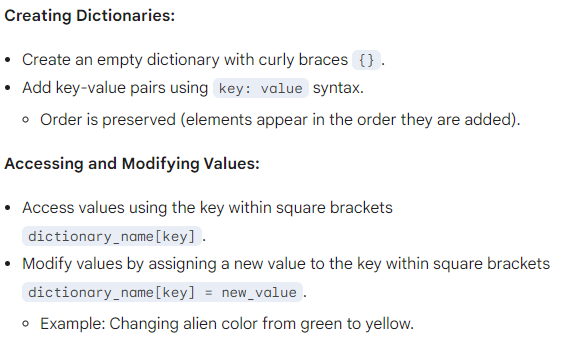 Creating Dictionaries:
• Create an empty dictionary with curly braces {}.
• Add key-value pairs using key: value syntax.
○ Order is preserved (elements appear in the order they are added).
Accessing and Modifying Values:
• Access values using the key within square brackets
dictionary_name[key].
• Modify values by assigning a new value to the key within square brackets
dictionary_name[key] = new_value.
○ Example: Changing alien color from green to yellow.